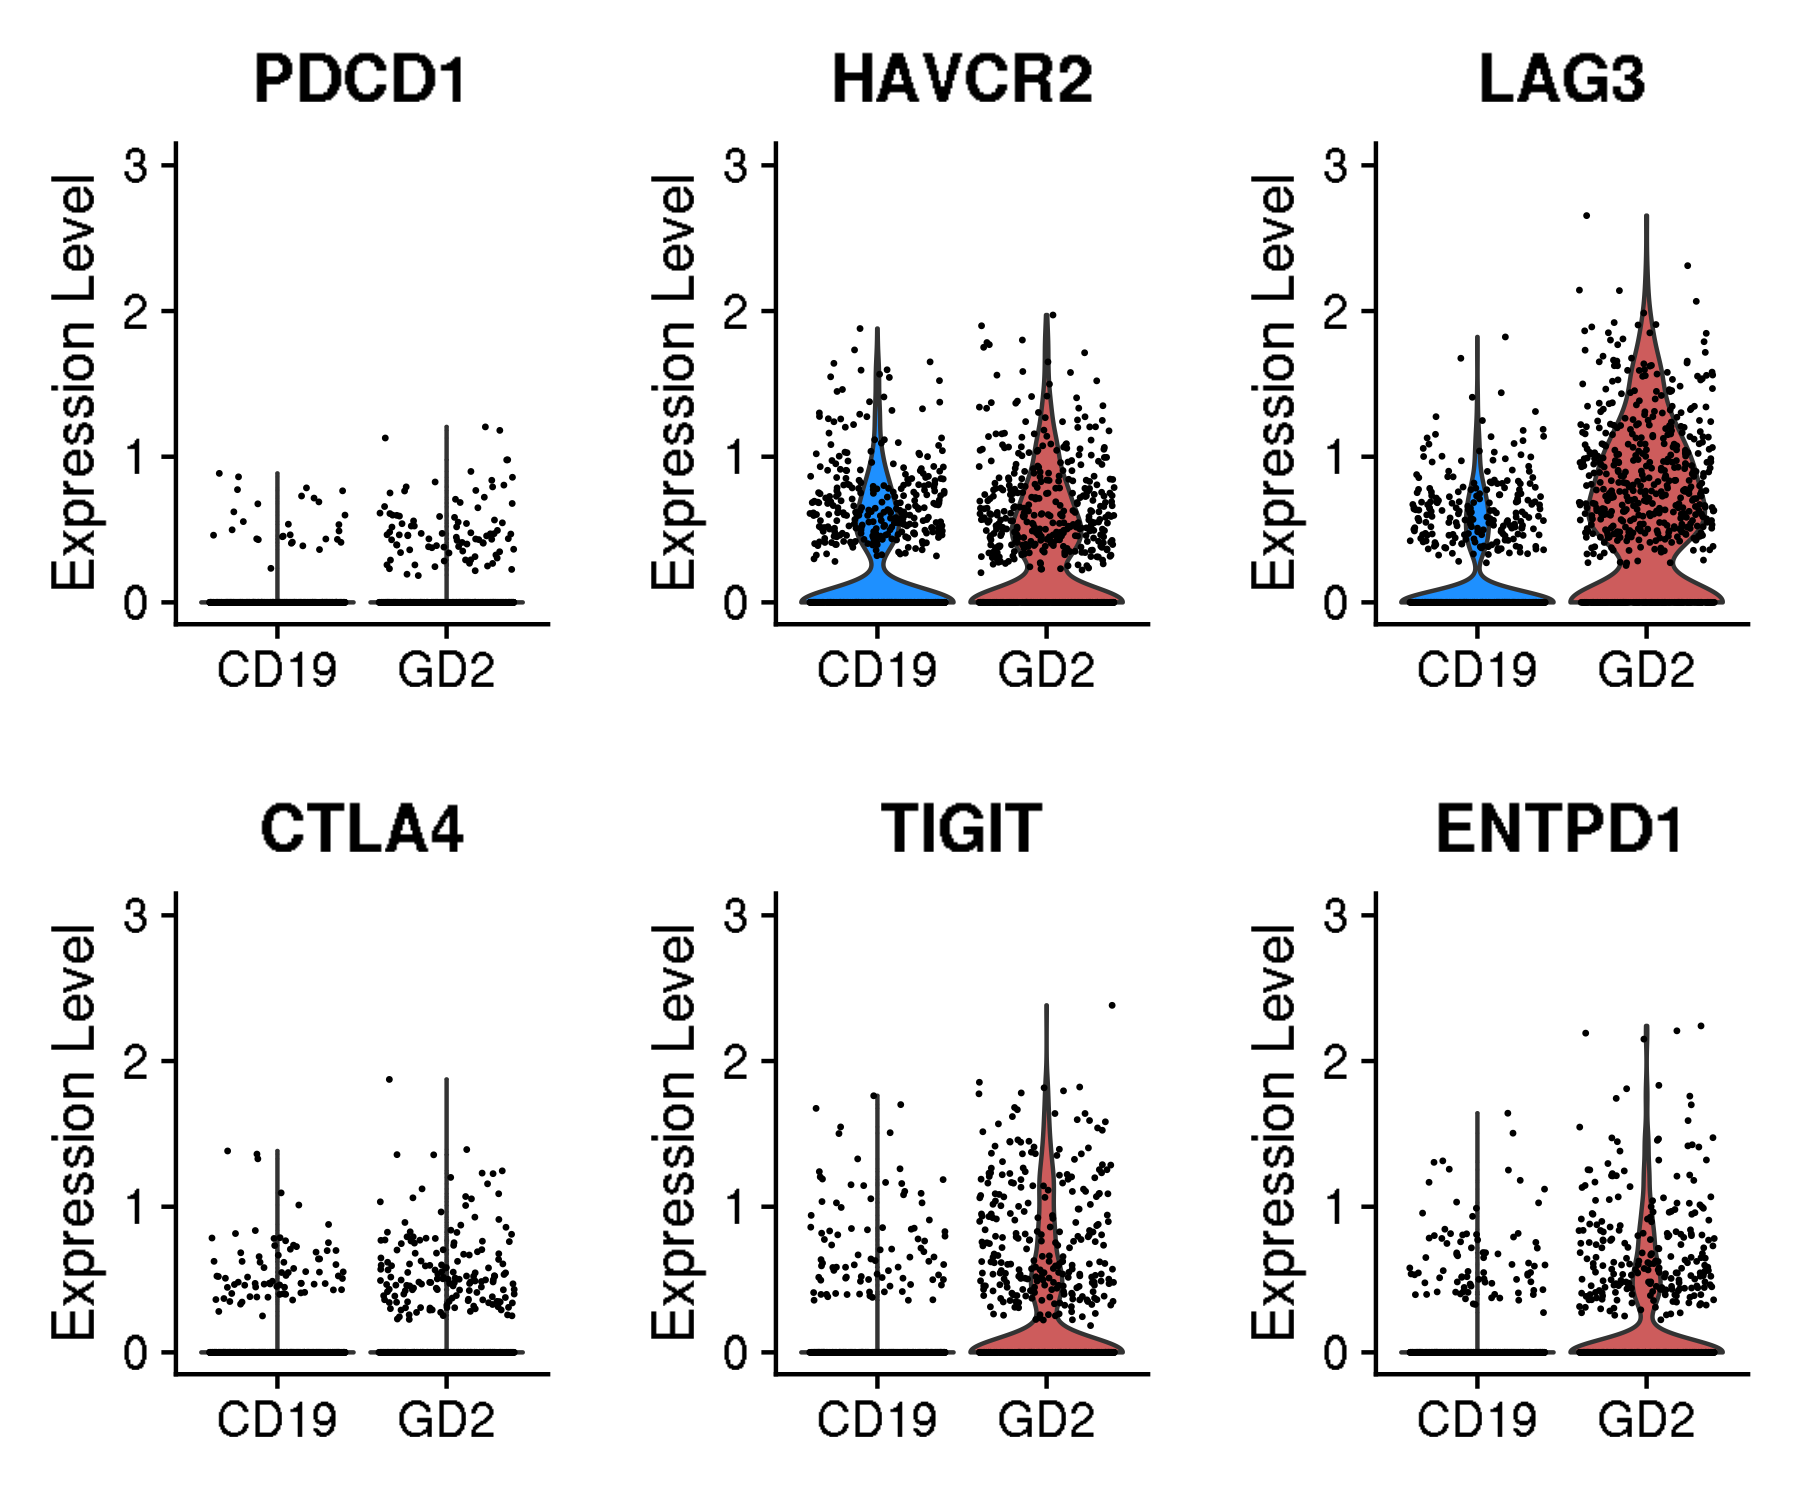 PDCD1
HAVCR2
LAG3
Expression Level
3
2
1
0
CD19
GD2
Expression Level
3
2
1
0
CD19
GD2
Expression Level
3
2
1
0
CD19
GD2
CTLA4
TIGIT
ENTPD1
Expression Level
3
2
1
0
CD19
GD2
Expression Level
3
2
1
0
CD19
GD2
Expression Level
3
2
1
0
CD19
GD2